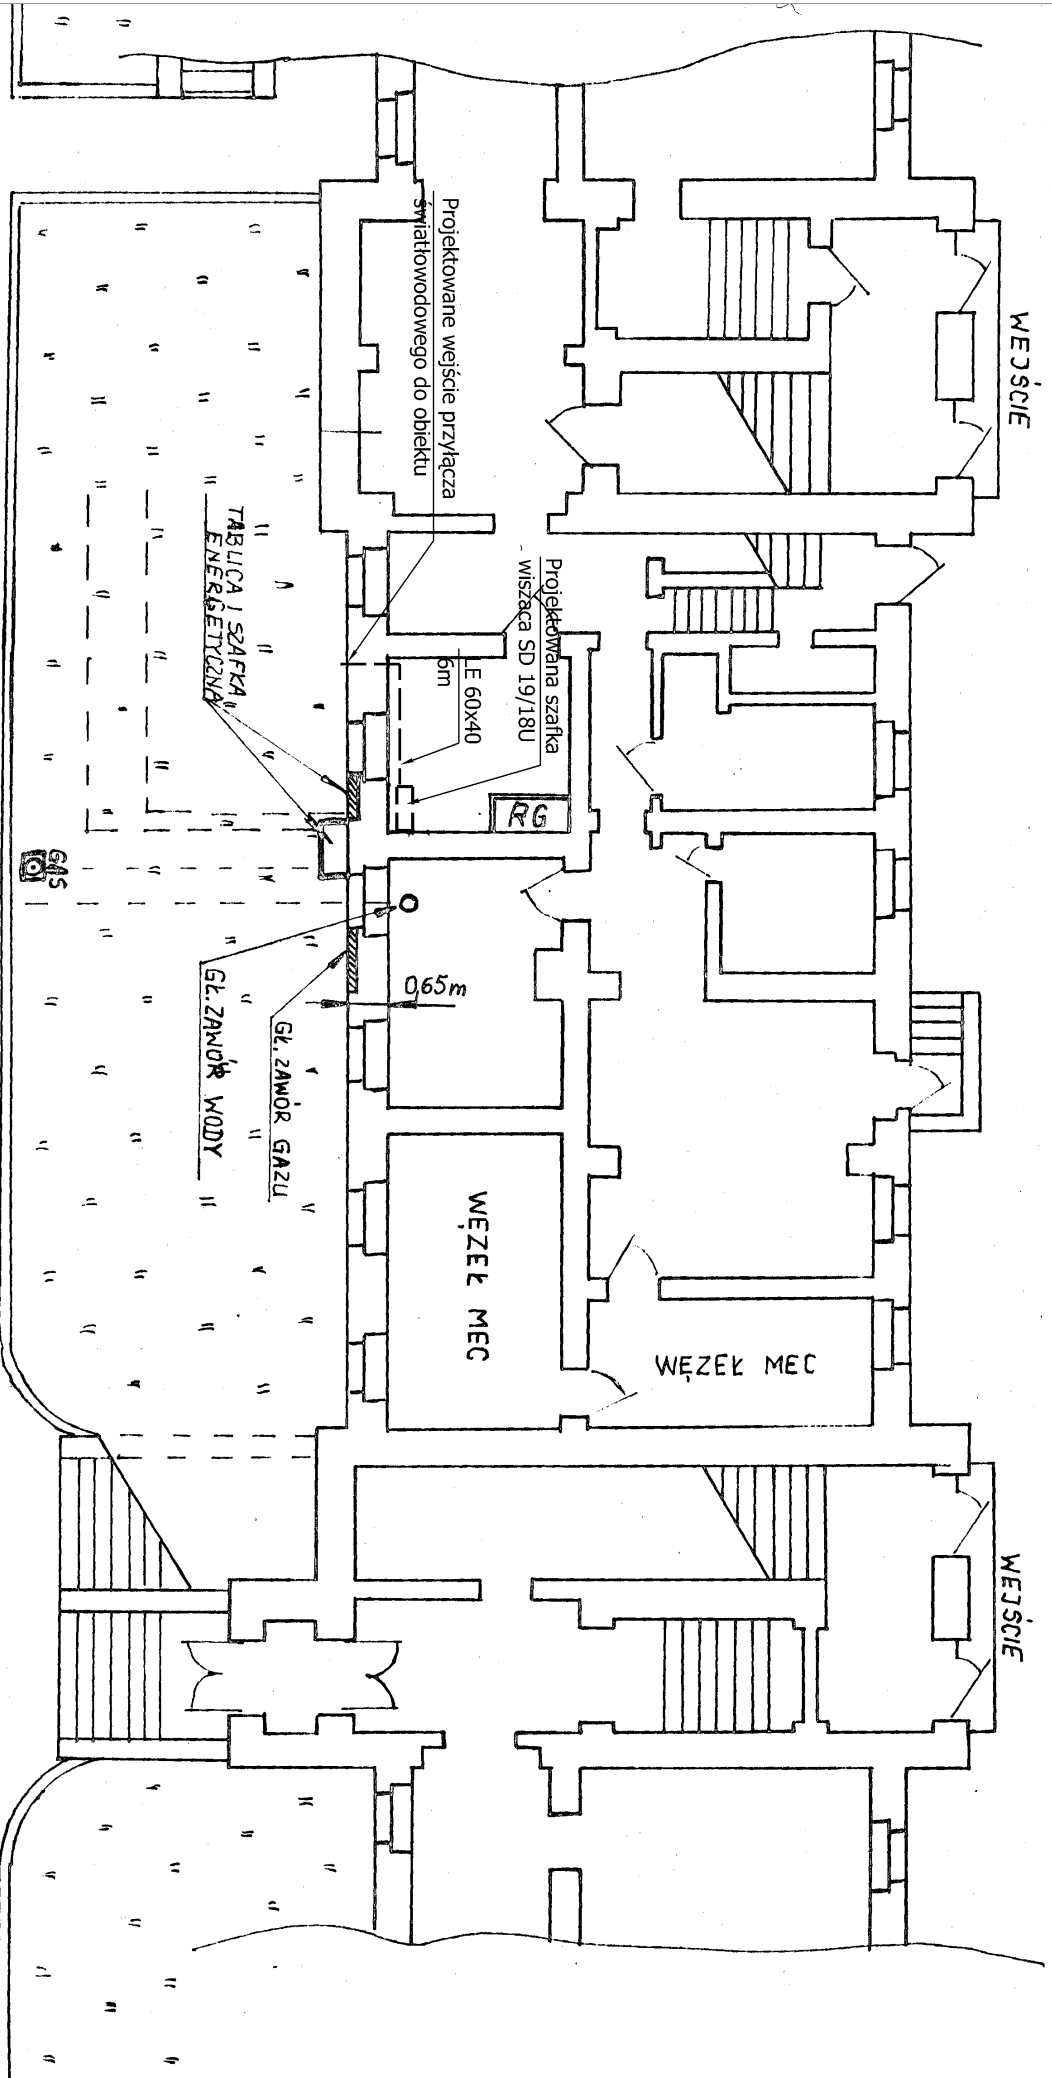 WEJŚCIE
Projektowane wejście przyłącza
światłowodowego do obiektu
Projektowana szafka
wisząca SD 19/18U
LE 60x40
6m
TABLICA I SZAFKA
ENERGETYCZNA
RG
GAS
0,65m
GŁ. ZAWÓR WODY
GŁ. ZAWÓR GAZU
WĘZEŁ MEC
WĘZEŁ MEC
WEJŚCIE